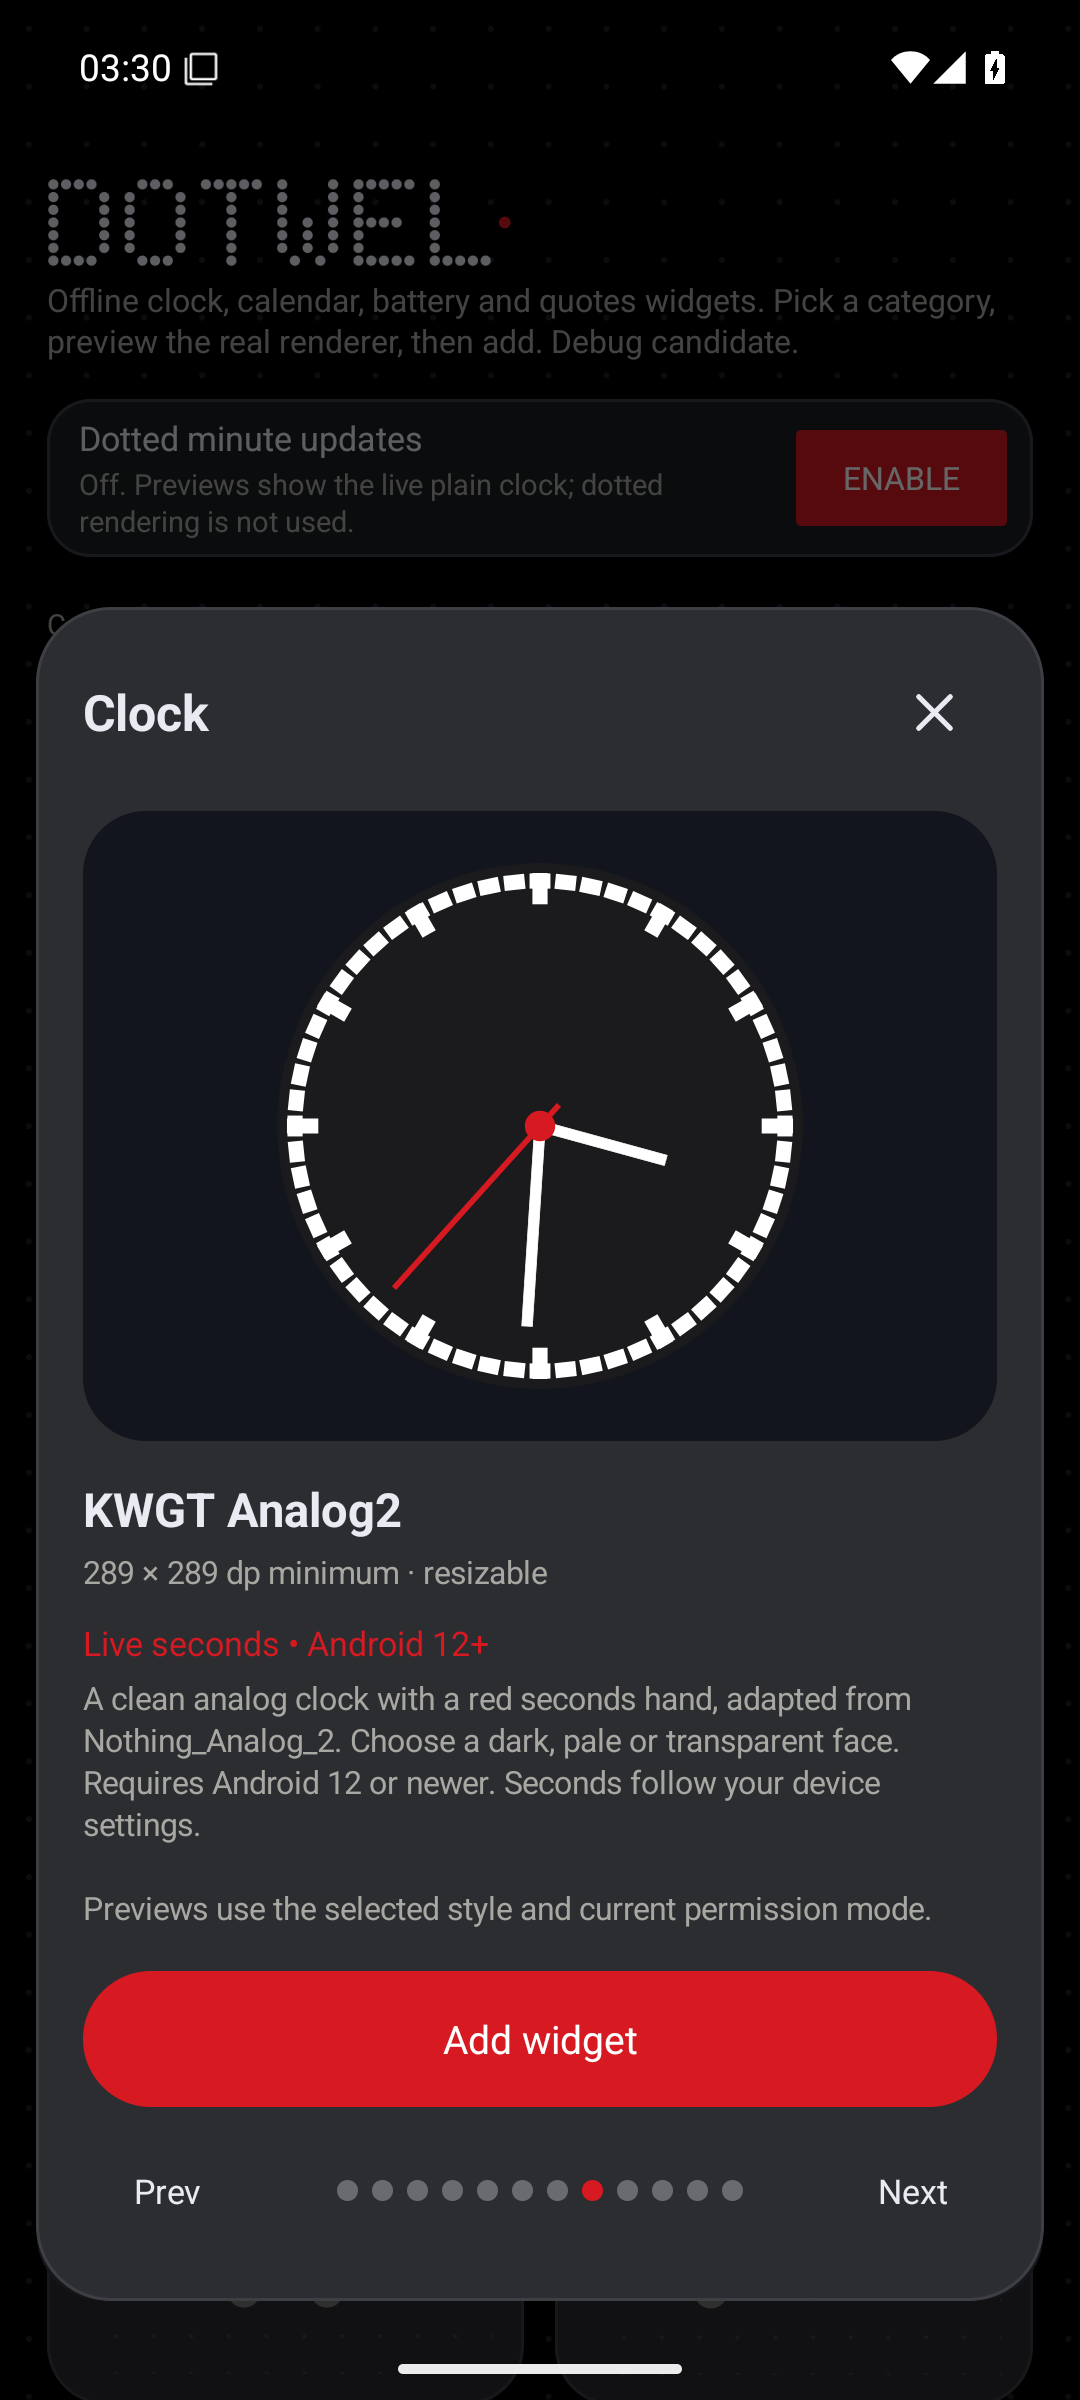 03:30
DOTWEL
Offline clock, calendar, battery and quotes widgets. Pick a category,
preview the real renderer, then add. Debug candidate.
Dotted minute updates
Off. Previews show the live plain clock; dotted
rendering is not used.
ENABLE
Clock
KWGT Analog2
289 × 289 dp minimum · resizable
Live seconds • Android 12+
A clean analog clock with a red seconds hand, adapted from
Nothing_Analog_2. Choose a dark, pale or transparent face.
Requires Android 12 or newer. Seconds follow your device
settings.
Previews use the selected style and current permission mode.
Add widget
Prev
Next